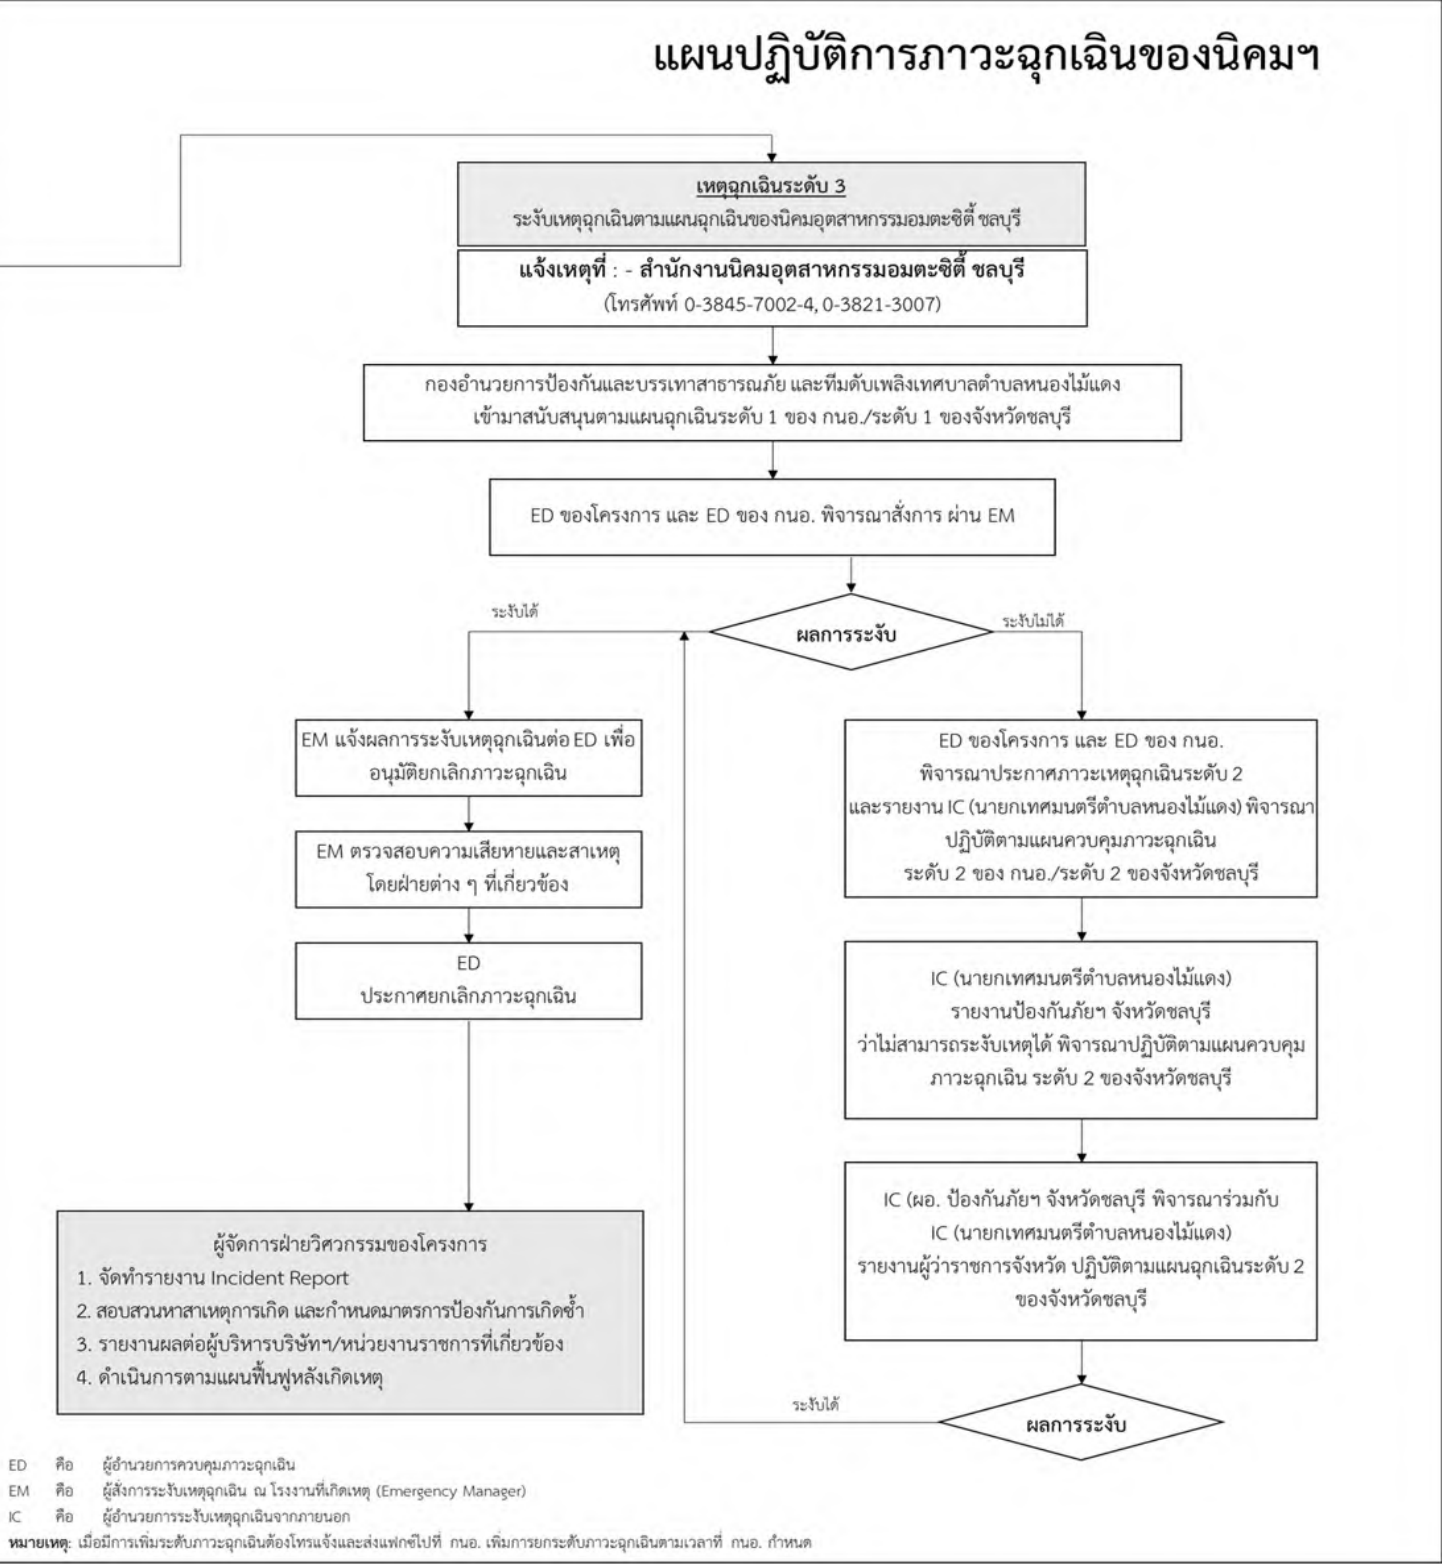 แผนปฏิบัติการภาวะฉุกเฉินของนิคมฯ
เหตุฉุกเฉินระดับ 3
ระงับเหตุฉุกเฉินตามแผนฉุกเฉินของนิคมอุตสาหกรรมอมตะซิตี้ ชลบุรี
แจ้งเหตุที่ : - สำนักงานนิคมอุตสาหกรรมอมตะซิตี้ ชลบุรี
(โทรศัพท์ 0-3845-7002-4, 0-3821-3007)
กองอำนวยการป้องกันและบรรเทาสาธารณภัย และทีมดับเพลิงเทศบาลตำบลหนองไม้แดง
เข้ามาสนับสนุนตามแผนฉุกเฉินระดับ 1 ของ กนอ./ระดับ 1 ของจังหวัดชลบุรี
ED ของโครงการ และ ED ของ กนอ. พิจารณาสั่งการ ผ่าน EM
ผลการระงับ
ระงับได้
ระงับไม่ได้
EM แจ้งผลการระงับเหตุฉุกเฉินต่อ ED เพื่อ
อนุมัติยกเลิกภาวะฉุกเฉิน
EM ตรวจสอบความเสียหายและสาเหตุ
โดยฝ่ายต่าง ๆ ที่เกี่ยวข้อง
ED
ประกาศยกเลิกภาวะฉุกเฉิน
ผู้จัดการฝ่ายวิศวกรรมของโครงการ
1. จัดทำรายงาน Incident Report
2. สอบสวนหาสาเหตุการเกิด และกำหนดมาตรการป้องกันการเกิดซ้ำ
3. รายงานผลต่อผู้บริหารบริษัทฯ/หน่วยงานราชการที่เกี่ยวข้อง
4. ดำเนินการตามแผนฟื้นฟูหลังเกิดเหตุ
ED ของโครงการ และ ED ของ กนอ.
พิจารณาประกาศภาวะเหตุฉุกเฉินระดับ 2
และรายงาน IC (นายกเทศมนตรีตำบลหนองไม้แดง) พิจารณา
ปฏิบัติตามแผนควบคุมภาวะฉุกเฉิน
ระดับ 2 ของ กนอ./ระดับ 2 ของจังหวัดชลบุรี
IC (นายกเทศมนตรีตำบลหนองไม้แดง)
รายงานป้องกันภัยฯ จังหวัดชลบุรี
ว่าไม่สามารถระงับเหตุได้ พิจารณาปฏิบัติตามแผนควบคุม
ภาวะฉุกเฉิน ระดับ 2 ของจังหวัดชลบุรี
IC (ผอ. ป้องกันภัยฯ จังหวัดชลบุรี พิจารณาร่วมกับ
IC (นายกเทศมนตรีตำบลหนองไม้แดง)
รายงานผู้ว่าราชการจังหวัด ปฏิบัติตามแผนฉุกเฉินระดับ 2
ของจังหวัดชลบุรี
ระงับได้
ผลการระงับ
ED คือ ผู้อำนวยการควบคุมภาวะฉุกเฉิน
EM คือ ผู้สั่งการระงับเหตุฉุกเฉิน ณ โรงงานที่เกิดเหตุ (Emergency Manager)
IC คือ ผู้อำนวยการระงับเหตุฉุกเฉินจากภายนอก
หมายเหตุ: เมื่อมีการเพิ่มระดับภาวะฉุกเฉินต้องโทรแจ้งและส่งแฟกซ์ไปที่ กนอ. เพิ่มการยกระดับภาวะฉุกเฉินตามเวลาที่ กนอ. กำหนด